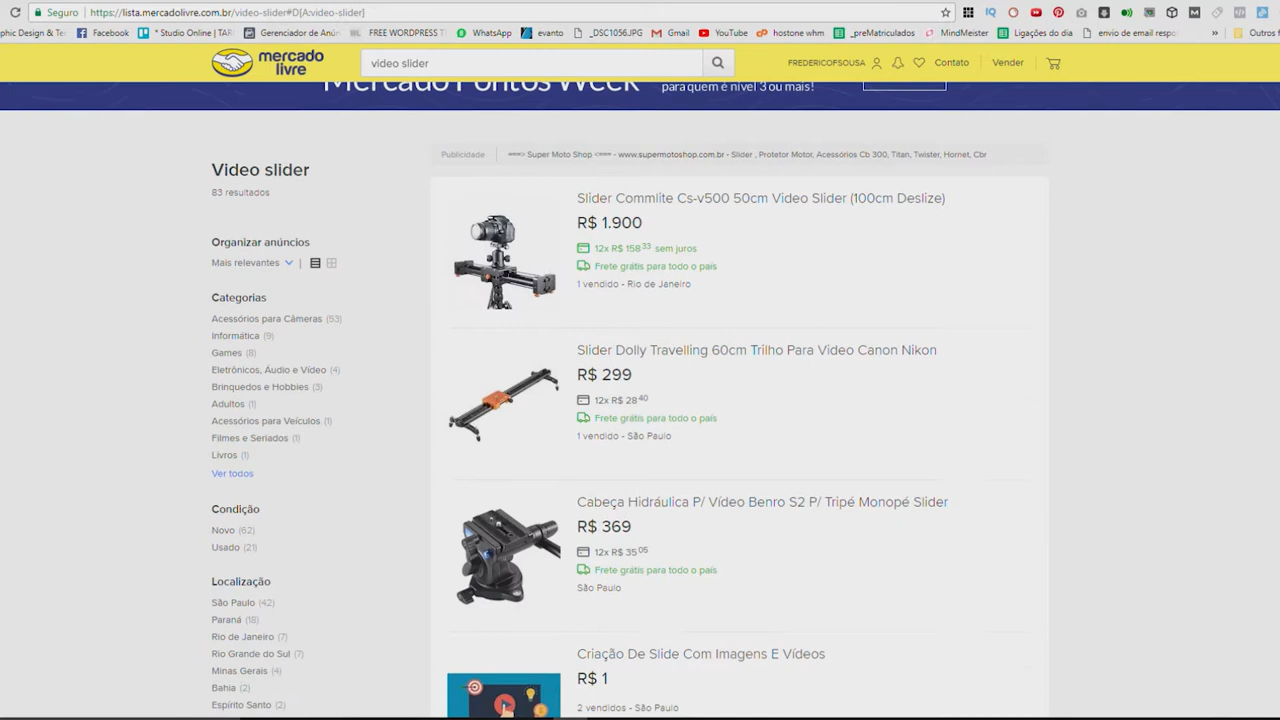 Seguro https://lista.mercadolivre.com.br/video-slider#D[A:video-slider]
phic Design & Te Facebook * Studio Online | TAR Gerenciador de Anún FREE WORDPRESS T WhatsApp evanto _DSC1056.JPG Gmail YouTube hostone whm _preMatriculados MindMeister Ligações do dia envio de email respo » Outros f
mercado
livre
video slider
FREDERICOFSOUSA Contato Vender
Mercado Pontos Week para quem é nível 3 ou mais!
Publicidade ===> Super Moto Shop <=== - www.supermotoshop.com.br - Slider , Protetor Motor, Acessórios Cb 300, Titan, Twister, Hornet, Cbr
Video slider
83 resultados
Organizar anúncios
Mais relevantes
Categorias
Acessórios para Câmeras (53)
Informática (9)
Games (8)
Eletrônicos, Áudio e Vídeo (4)
Brinquedos e Hobbies (3)
Adultos (1)
Acessórios para Veículos (1)
Filmes e Seriados (1)
Livros (1)
Ver todos
Condição
Novo (62)
Usado (21)
Localização
São Paulo (42)
Paraná (18)
Rio de Janeiro (7)
Rio Grande do Sul (7)
Minas Gerais (4)
Bahia (2)
Espírito Santo (2)
Slider Commlite Cs-v500 50cm Video Slider (100cm Deslize)
R$ 1.900
12x R$ 158 33 sem juros
Frete grátis para todo o país
1 vendido - Rio de Janeiro
Slider Dolly Travelling 60cm Trilho Para Video Canon Nikon
R$ 299
12x R$ 28 40
Frete grátis para todo o país
1 vendido - São Paulo
Cabeça Hidráulica P/ Vídeo Benro S2 P/ Tripé Monopé Slider
R$ 369
12x R$ 35 05
Frete grátis para todo o país
São Paulo
Criação De Slide Com Imagens E Vídeos
R$ 1
2 vendidos - São Paulo